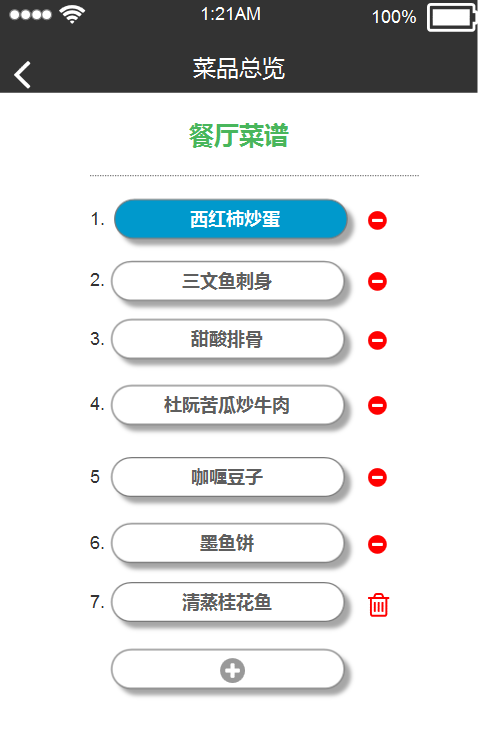 1:21AM 100%
菜品总览
餐厅菜谱
1. 西红柿炒蛋
2. 三文鱼刺身
3. 甜酸排骨
4. 杜阮苦瓜炒牛肉
5 咖喱豆子
6. 墨鱼饼
7. 清蒸桂花鱼